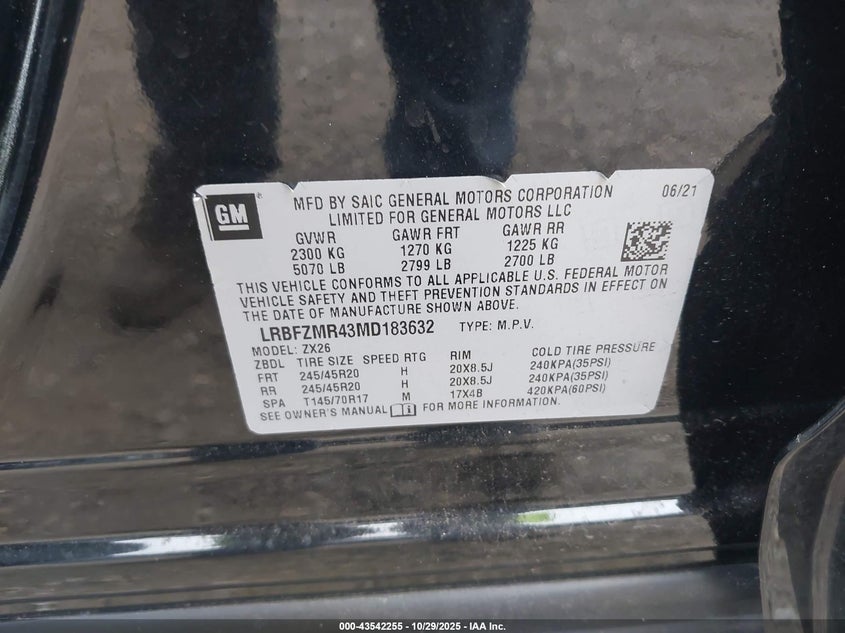 GM
MFD BY SAIC GENERAL MOTORS CORPORATION 06/21
LIMITED FOR GENERAL MOTORS LLC
GVWR GAWR FRT GAWR RR
2300 KG 1270 KG 1225 KG
5070 LB 2799 LB 2700 LB
THIS VEHICLE CONFORMS TO ALL APPLICABLE U.S. FEDERAL MOTOR
VEHICLE SAFETY AND THEFT PREVENTION STANDARDS IN EFFECT ON
THE DATE OF MANUFACTURE SHOWN ABOVE.
LRBFZMR43MD183632 TYPE: M.P.V.
MODEL: ZX26
ZBDL TIRE SIZE SPEED RTG RIM COLD TIRE PRESSURE
FRT 245/45R20 H 20X8.5J 240KPA(35PSI)
RR 245/45R20 H 20X8.5J 240KPA(35PSI)
SPA T145/70R17 M 17X4B 420KPA(60PSI)
SEE OWNER'S MANUAL FOR MORE INFORMATION.
000-43542255 | 10/29/2025 - IAA Inc.